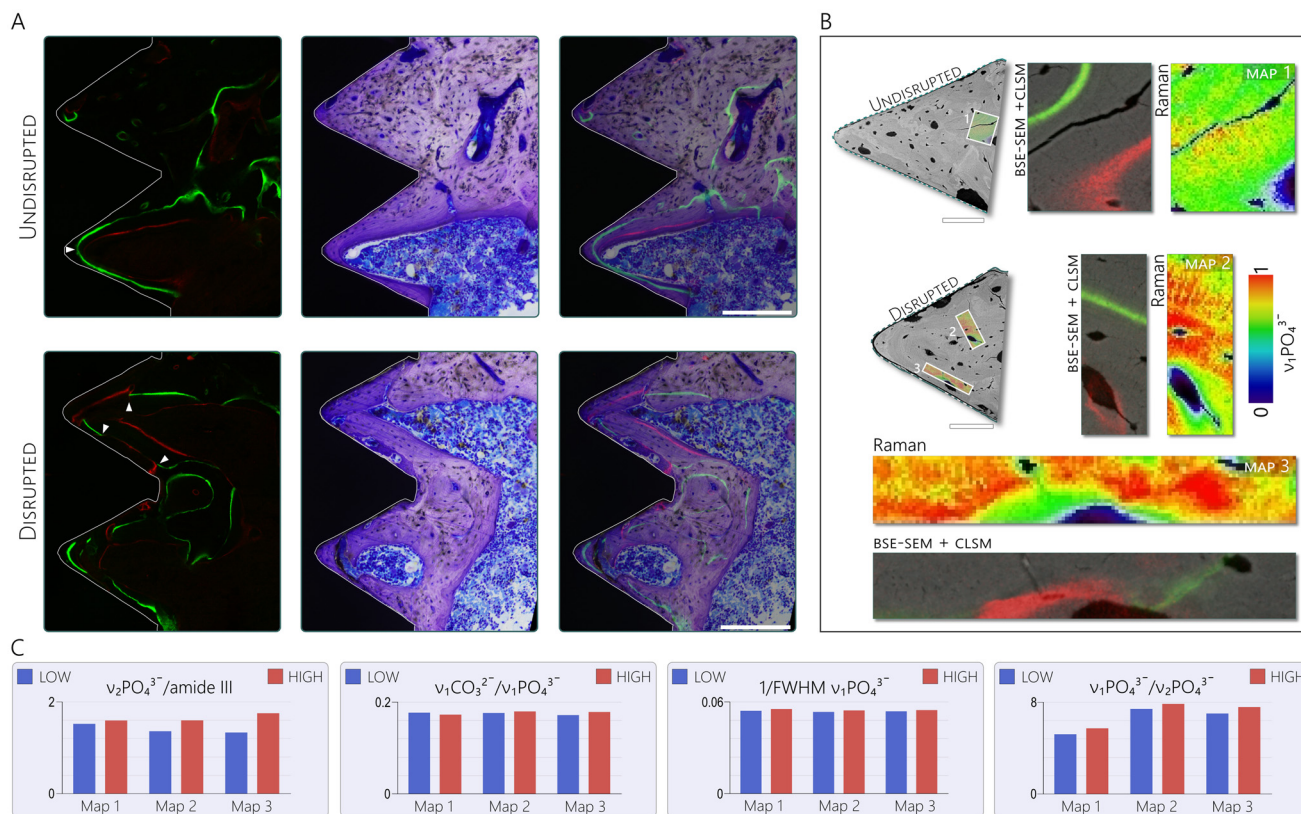 A
UNDISRUPTED
DISRUPTED
B
UNDISRUPTED
1
BSE-SEM +CLSM
Raman
MAP 1
DISRUPTED
2
3
BSE-SEM + CLSM
Raman
MAP 2
1
ν₁PO₄³⁻
0
Raman
MAP 3
BSE-SEM + CLSM
C
LOW HIGH
ν₂PO₄³⁻/amide III
2
0
Map 1 Map 2 Map 3
LOW HIGH
ν₁CO₃²⁻/ν₁PO₄³⁻
0.2
0
Map 1 Map 2 Map 3
LOW HIGH
1/FWHM ν₁PO₄³⁻
0.06
0
Map 1 Map 2 Map 3
LOW HIGH
ν₁PO₄³⁻/ν₂PO₄³⁻
8
0
Map 1 Map 2 Map 3